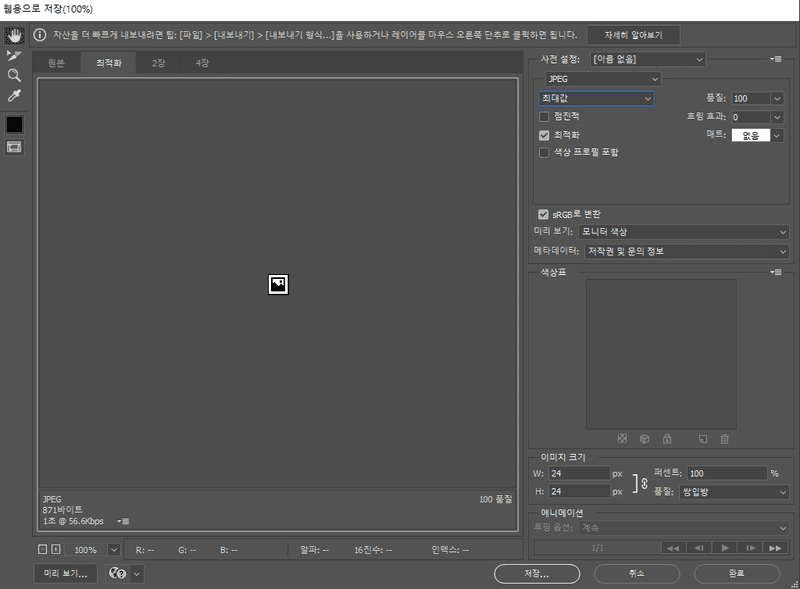 웹용으로 저장(100%)
자산을 더 빠르게 내보내려면 팁: [파일] > [내보내기] > [내보내기 형식...]을 사용하거나 레이어를 마우스 오른쪽 단추로 클릭하면 됩니다. 자세히 알아보기
원본 최적화 2장 4장
사전 설정: [이름 없음]
JPEG
최대값 품질: 100
점진적 흐림 효과: 0
최적화 매트: 없음
색상 프로필 포함
sRGB로 변환
미리 보기: 모니터 색상
메타데이터: 저작권 및 문의 정보
색상표
이미지 크기
W: 24 px 퍼센트: 100 %
H: 24 px 품질: 쌍입방
JPEG 100 품질
871바이트
1초 @ 56.6Kbps
애니메이션
루핑 옵션: 계속
1/1
100% R: -- G: -- B: -- 알파: -- 16진수: -- 인덱스: --
미리 보기... 저장... 취소 완료